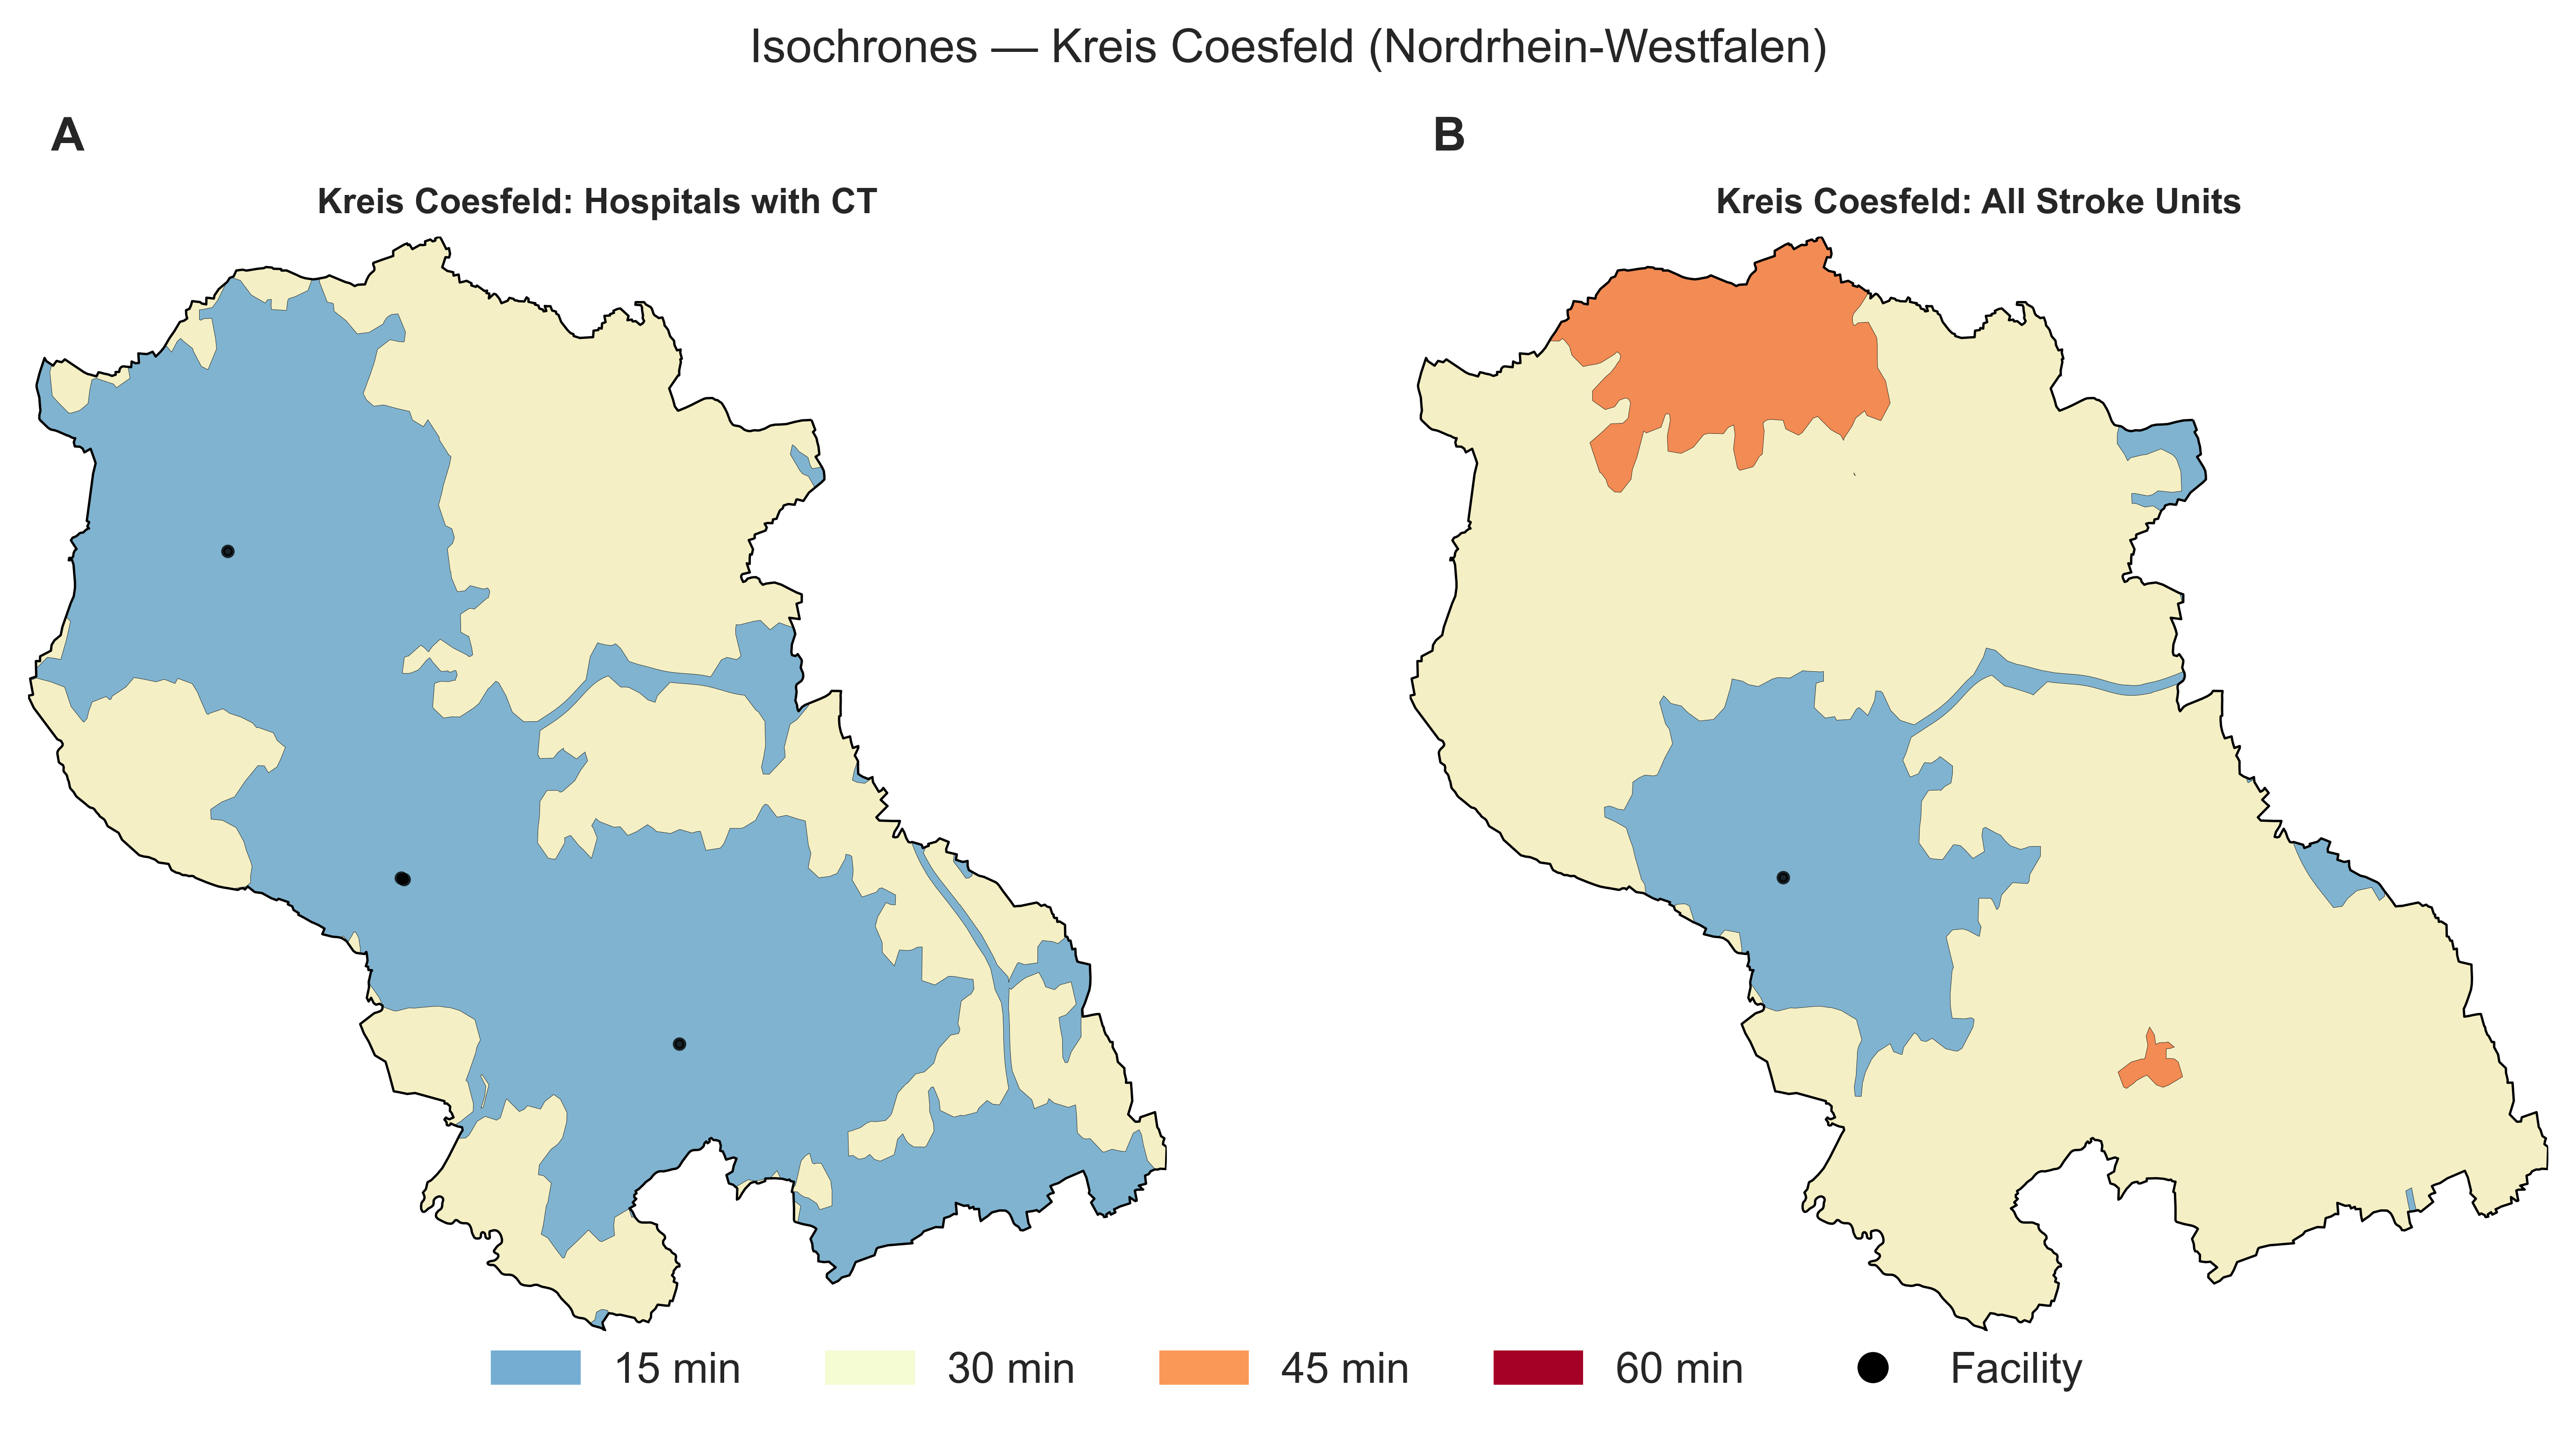 Isochrones — Kreis Coesfeld (Nordrhein-Westfalen)
A
B
Kreis Coesfeld: Hospitals with CT
Kreis Coesfeld: All Stroke Units
15 min
30 min
45 min
60 min
Facility